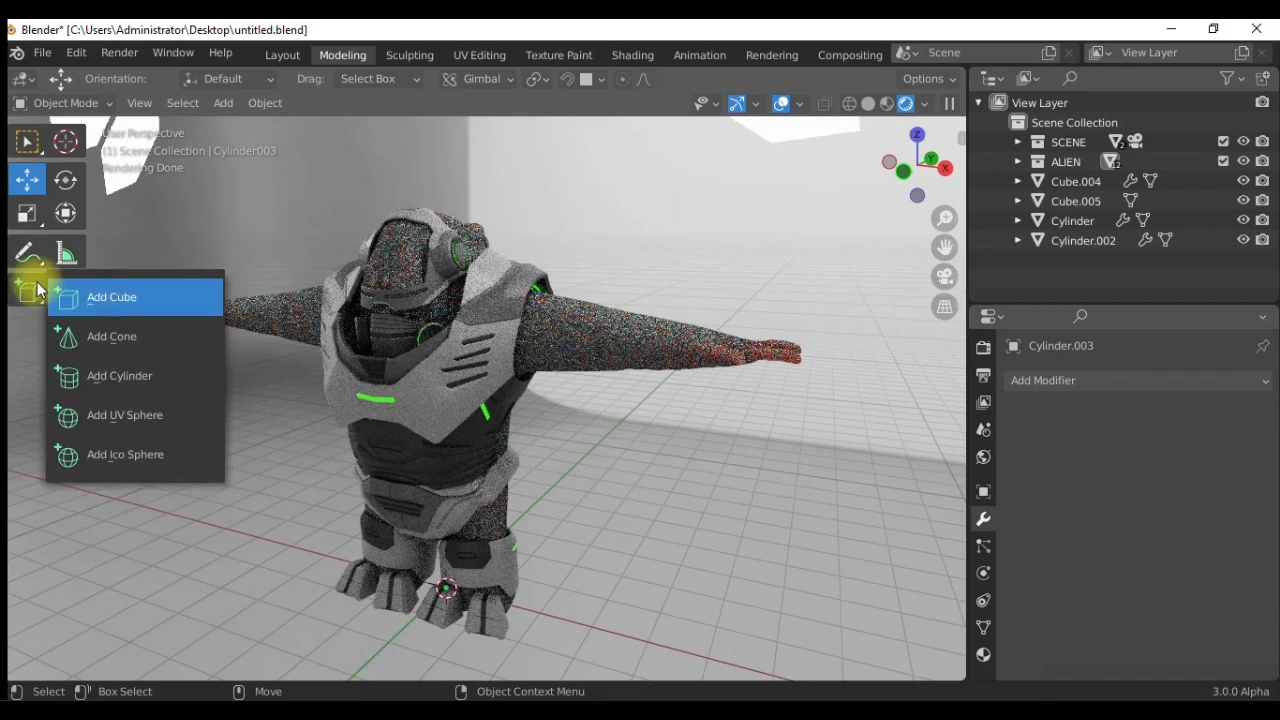 Blender* [C:\Users\Administrator\Desktop\untitled.blend]
File Edit Render Window Help Layout Modeling Sculpting UV Editing Texture Paint Shading Animation Rendering Compositing Scene View Layer
Orientation: Default Drag: Select Box Gimbal Options
Object Mode View Select Add Object
User Perspective
(1) Scene Collection | Cylinder.003
Rendering Done
Z
Y
X
Add Cube
Add Cone
Add Cylinder
Add UV Sphere
Add Ico Sphere
View Layer
Scene Collection
SCENE 2
ALIEN 12
Cube.004
Cube.005
Cylinder
Cylinder.002
Cylinder.003
Add Modifier
Select Box Select Move Object Context Menu 3.0.0 Alpha